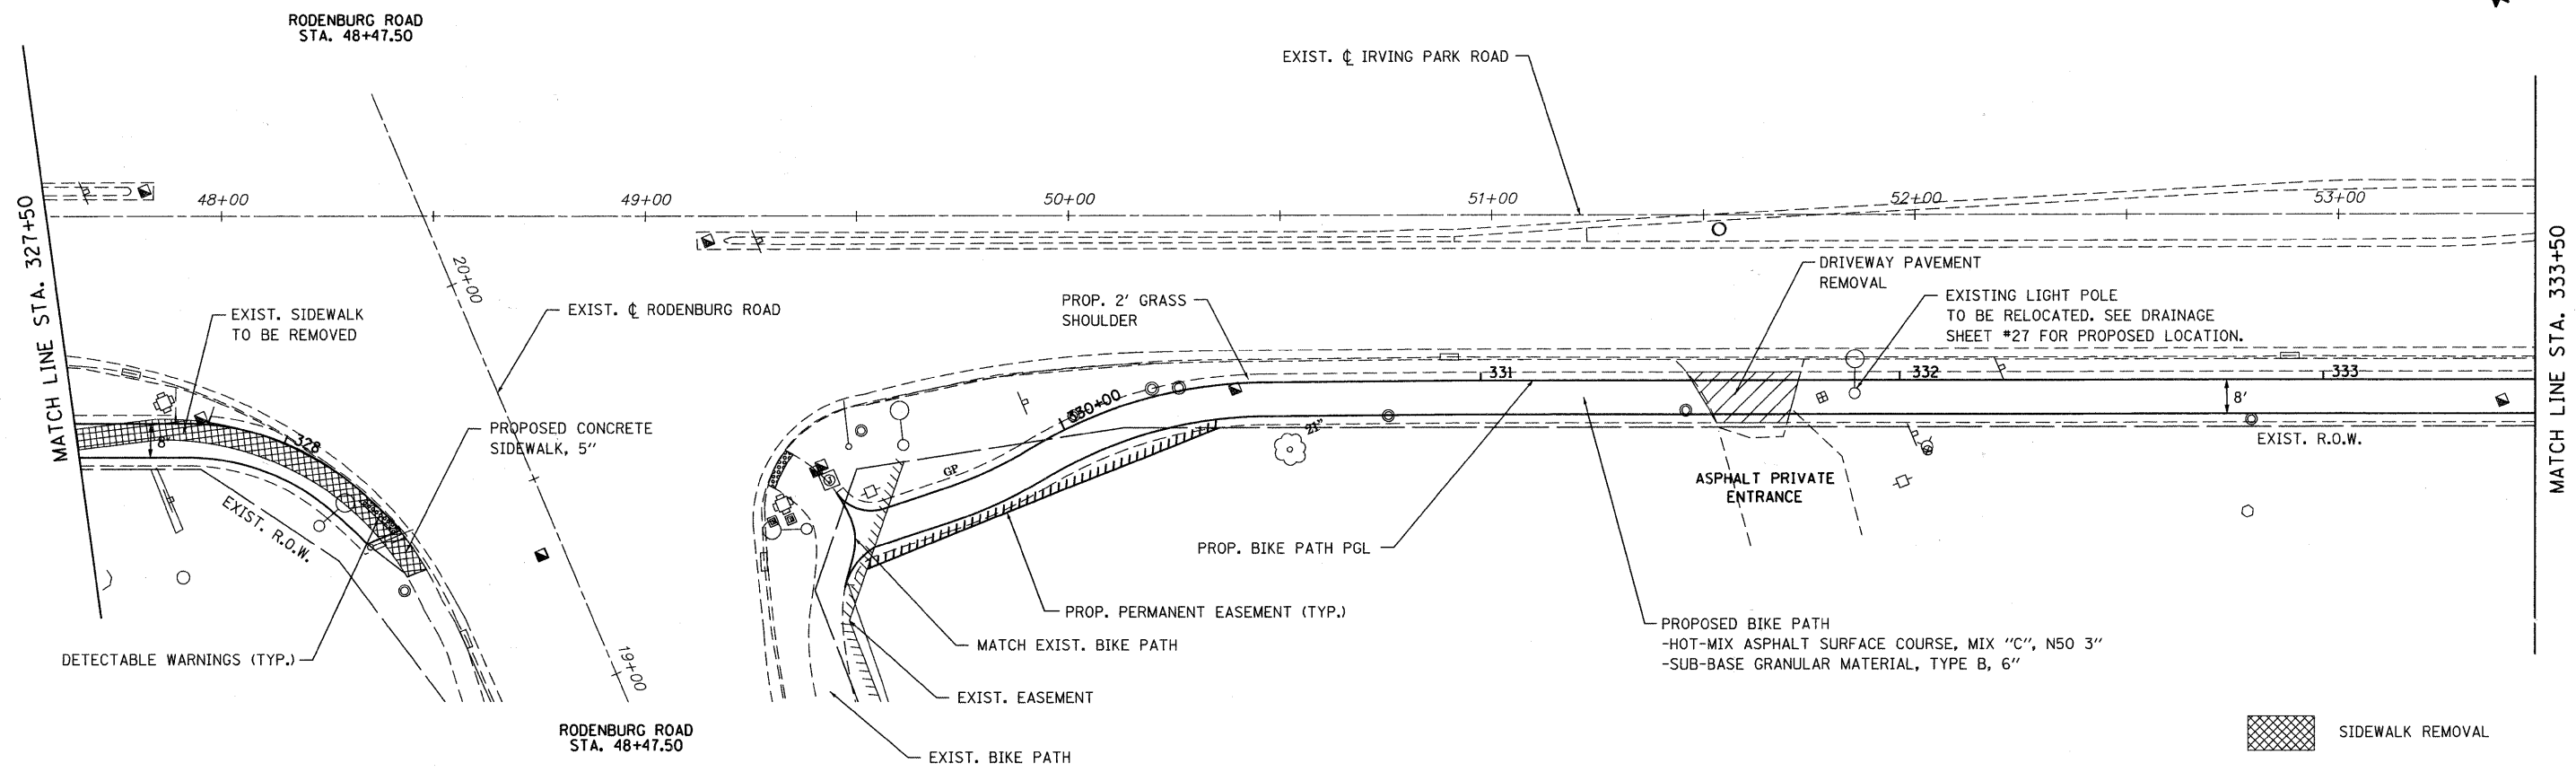 RODENBURG ROAD
STA. 48+47.50
EXIST. ℄ IRVING PARK ROAD
MATCH LINE STA. 327+50
48+00
49+00
50+00
51+00
52+00
53+00
MATCH LINE STA. 333+50
20+00
EXIST. SIDEWALK
TO BE REMOVED
EXIST. ℄ RODENBURG ROAD
PROP. 2' GRASS
SHOULDER
DRIVEWAY PAVEMENT
REMOVAL
EXISTING LIGHT POLE
TO BE RELOCATED. SEE DRAINAGE
SHEET #27 FOR PROPOSED LOCATION.
331
332
333
8'
330+00
8'
328
PROPOSED CONCRETE
SIDEWALK, 5"
21"
EXIST. R.O.W.
GP
ASPHALT PRIVATE
ENTRANCE
EXIST. R.O.W.
PROP. BIKE PATH PGL
PROP. PERMANENT EASEMENT (TYP.)
PROPOSED BIKE PATH
-HOT-MIX ASPHALT SURFACE COURSE, MIX "C", N50 3"
-SUB-BASE GRANULAR MATERIAL, TYPE B, 6"
MATCH EXIST. BIKE PATH
DETECTABLE WARNINGS (TYP.)
19+00
EXIST. EASEMENT
RODENBURG ROAD
STA. 48+47.50
EXIST. BIKE PATH
SIDEWALK REMOVAL